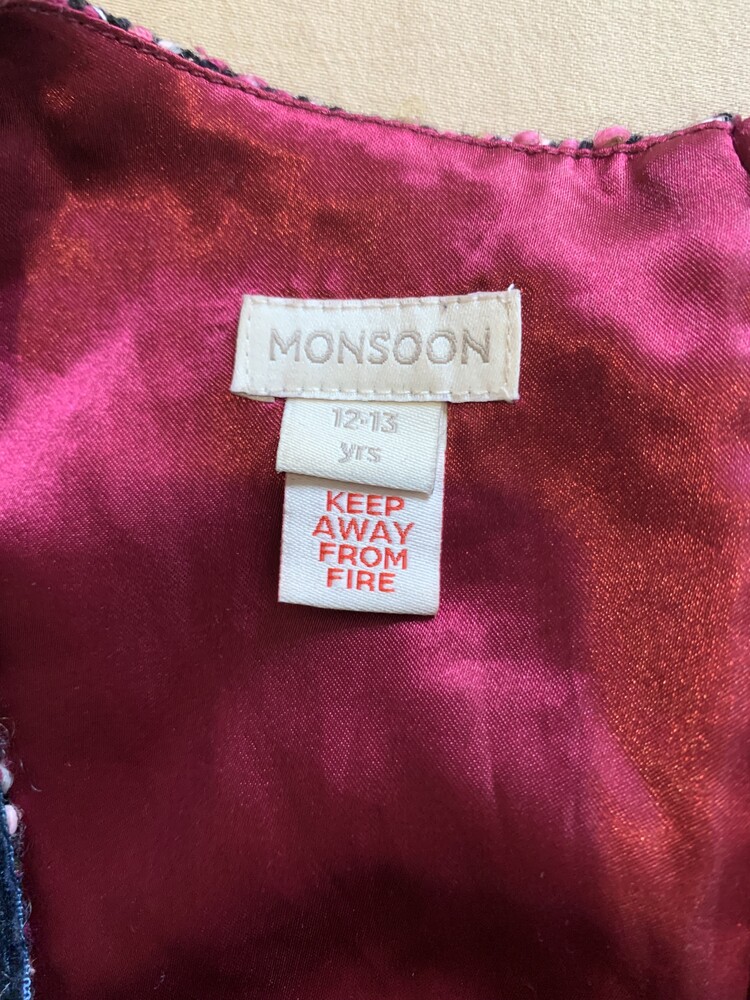 MONSOON
12-13
yrs
KEEP
AWAY
FROM
FIRE